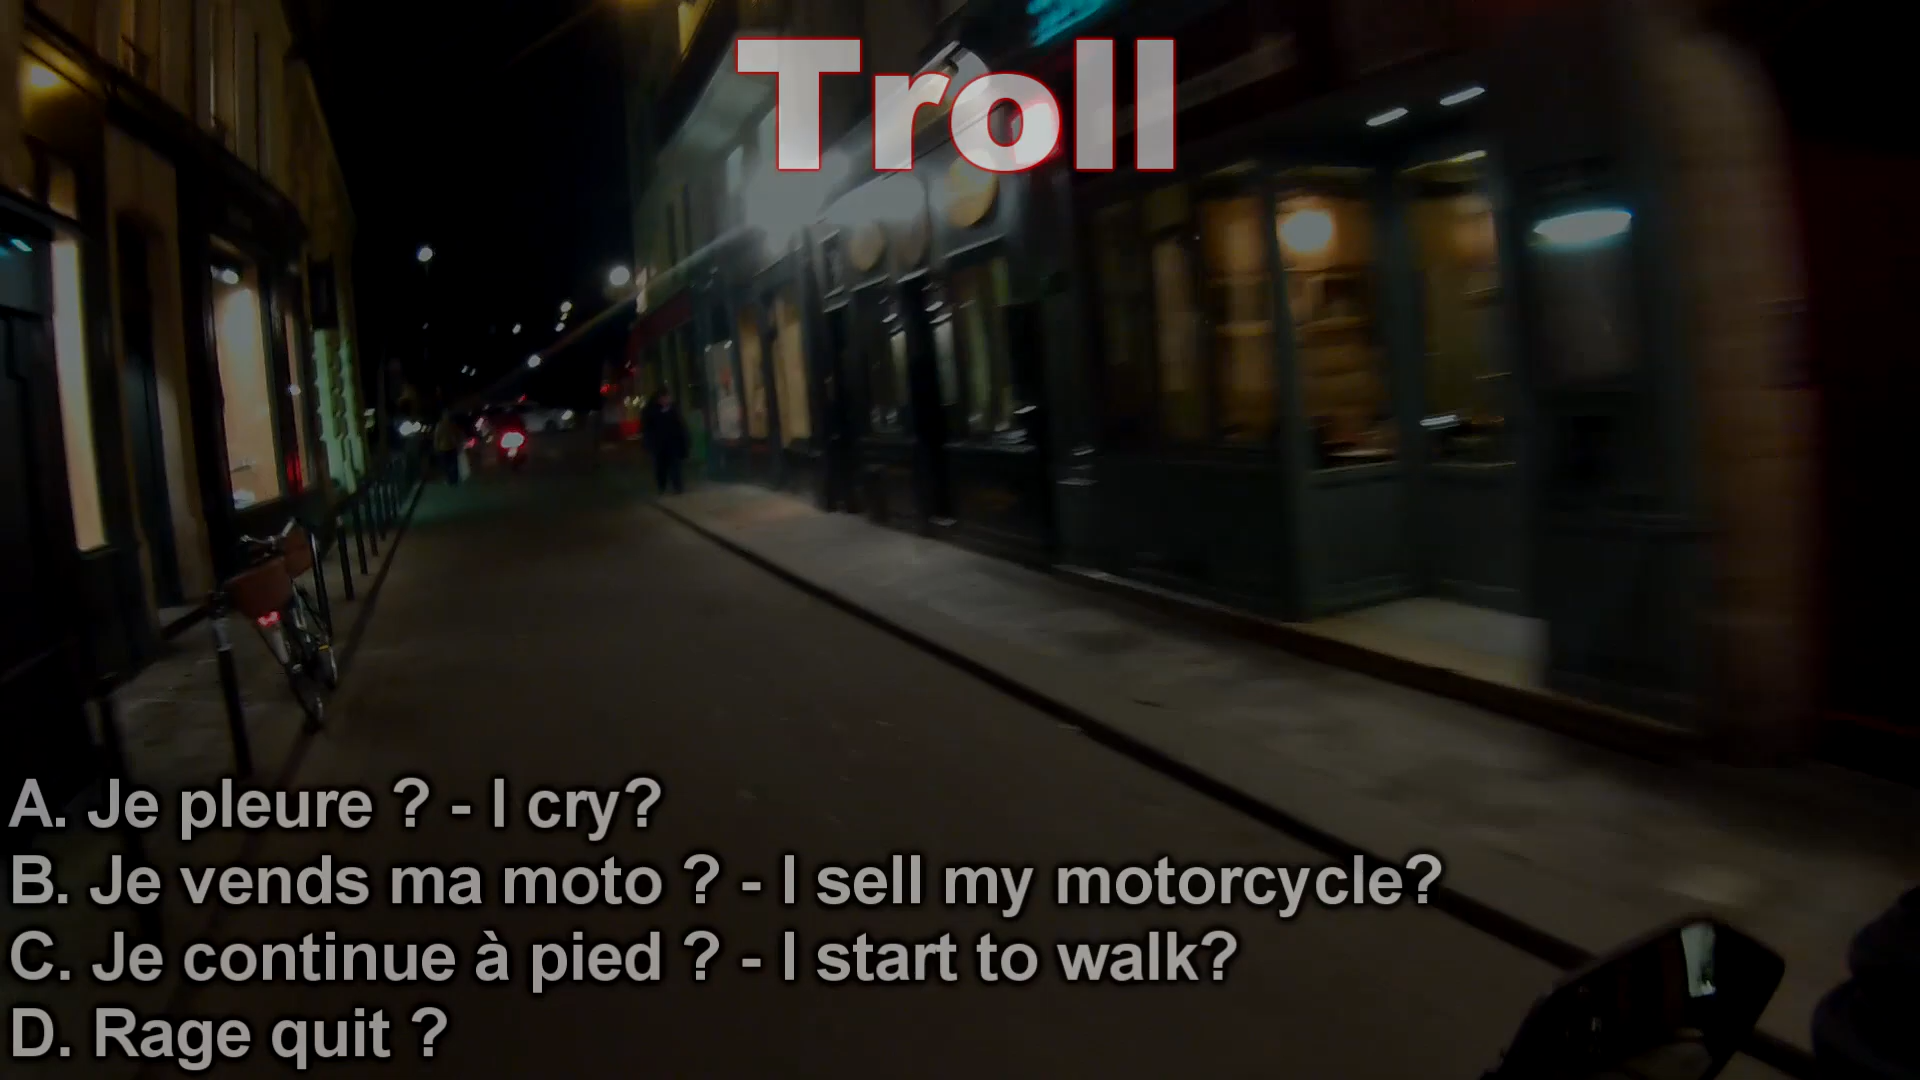 Troll
A. Je pleure ? - I cry?
B. Je vends ma moto ? - I sell my motorcycle?
C. Je continue à pied ? - I start to walk?
D. Rage quit ?